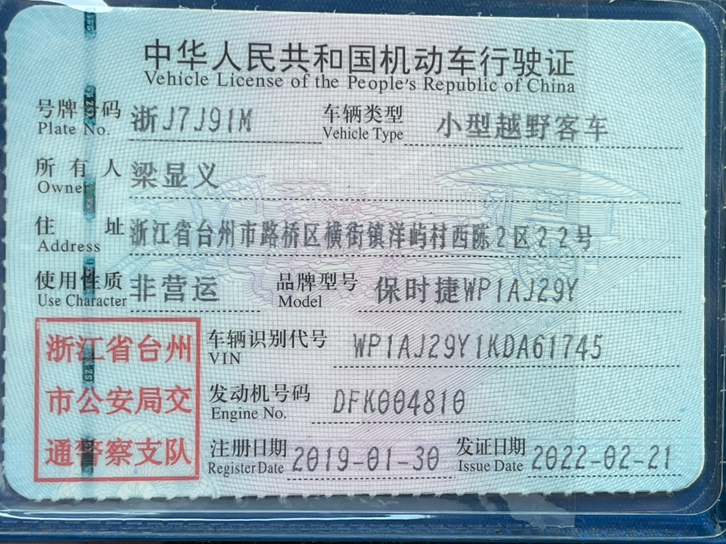 中华人民共和国机动车行驶证
Vehicle License of the People's Republic of China
号牌号码 浙J7J91M 车辆类型 小型越野客车
Plate No. Vehicle Type
所有人 梁显义
Owner
住址 浙江省台州市路桥区横街镇洋屿村西陈2区22号
Address
使用性质 非营运 品牌型号 保时捷WP1AJ29Y
Use Character Model
浙江省台州 车辆识别代号 WP1AJ29Y1KDA61745
VIN
市公安局交 发动机号码 DFK004810
Engine No.
通警察支队 注册日期 2019-01-30 发证日期 2022-02-21
Register Date Issue Date